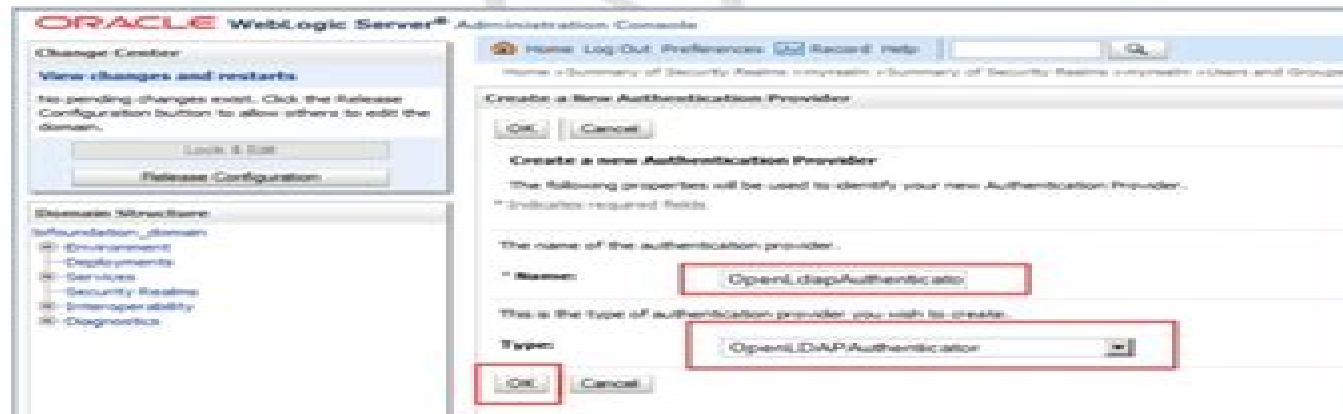 ORACLE WebLogic Server® Administration Console
Change Center
View changes and restarts
No pending changes exist. Click the Release
Configuration button to allow others to edit the
domain.
Lock & Edit
Release Configuration
Domain Structure
bifoundation_domain
Environment
Deployments
Services
Security Realms
Interoperability
Diagnostics
Home Log Out Preferences Record Help
Home >Summary of Security Realms >myrealm >Summary of Security Realms >myrealm >Users and Groups
Create a New Authentication Provider
OK Cancel
Create a new Authentication Provider
The following properties will be used to identify your new Authentication Provider.
* Indicates required fields
The name of the authentication provider.
* Name: OpenLdapAuthenticato
This is the type of authentication provider you wish to create.
Type: OpenLDAPAuthenticator
OK Cancel